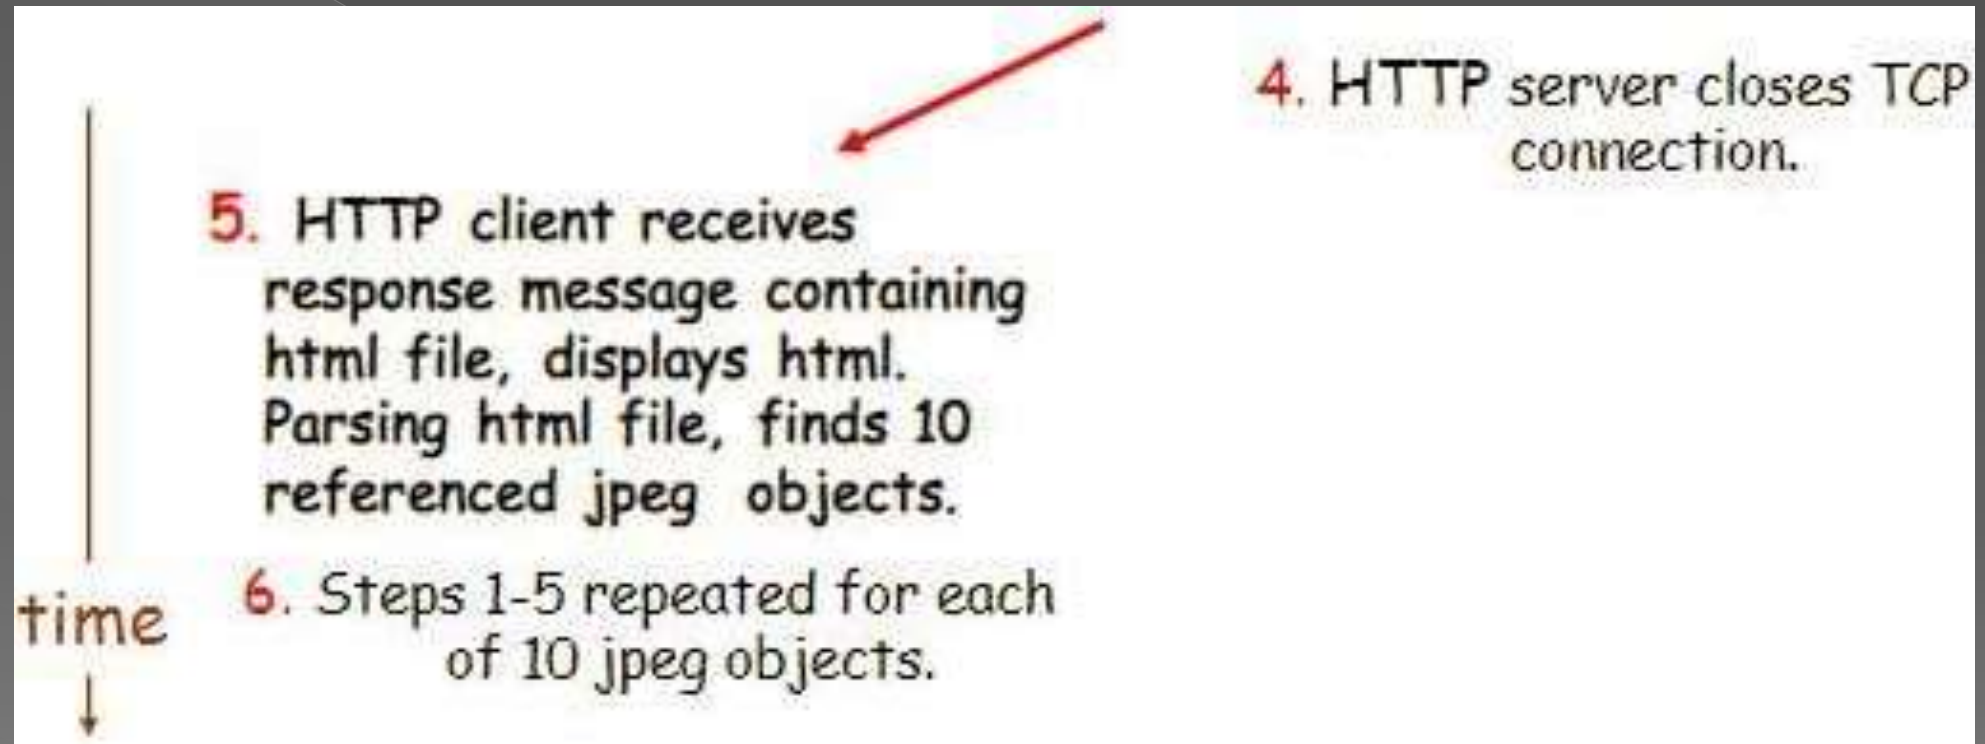 4. HTTP server closes TCP
connection.
5. HTTP client receives
response message containing
html file, displays html.
Parsing html file, finds 10
referenced jpeg objects.
time
6. Steps 1-5 repeated for each
of 10 jpeg objects.